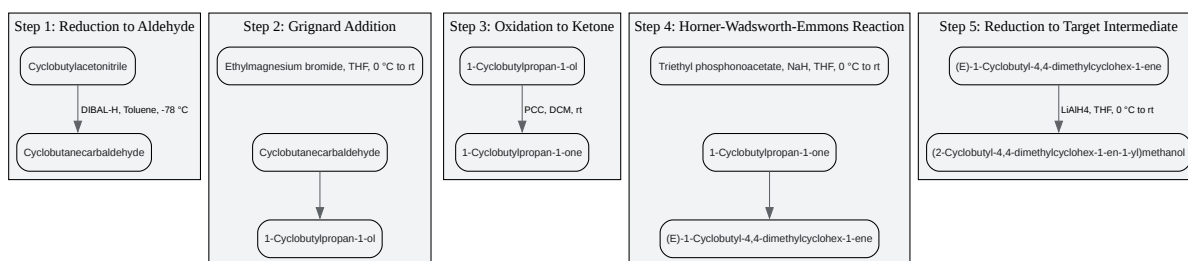 Step 1: Reduction to Aldehyde
Cyclobutylacetonitrile
DIBAL-H, Toluene, -78 °C
Cyclobutanecarbaldehyde
Step 2: Grignard Addition
Ethylmagnesium bromide, THF, 0 °C to rt
Cyclobutanecarbaldehyde
1-Cyclobutylpropan-1-ol
Step 3: Oxidation to Ketone
1-Cyclobutylpropan-1-ol
PCC, DCM, rt
1-Cyclobutylpropan-1-one
Step 4: Horner-Wadsworth-Emmons Reaction
Triethyl phosphonoacetate, NaH, THF, 0 °C to rt
1-Cyclobutylpropan-1-one
(E)-1-Cyclobutyl-4,4-dimethylcyclohex-1-ene
Step 5: Reduction to Target Intermediate
(E)-1-Cyclobutyl-4,4-dimethylcyclohex-1-ene
LiAlH4, THF, 0 °C to rt
(2-Cyclobutyl-4,4-dimethylcyclohex-1-en-1-yl)methanol